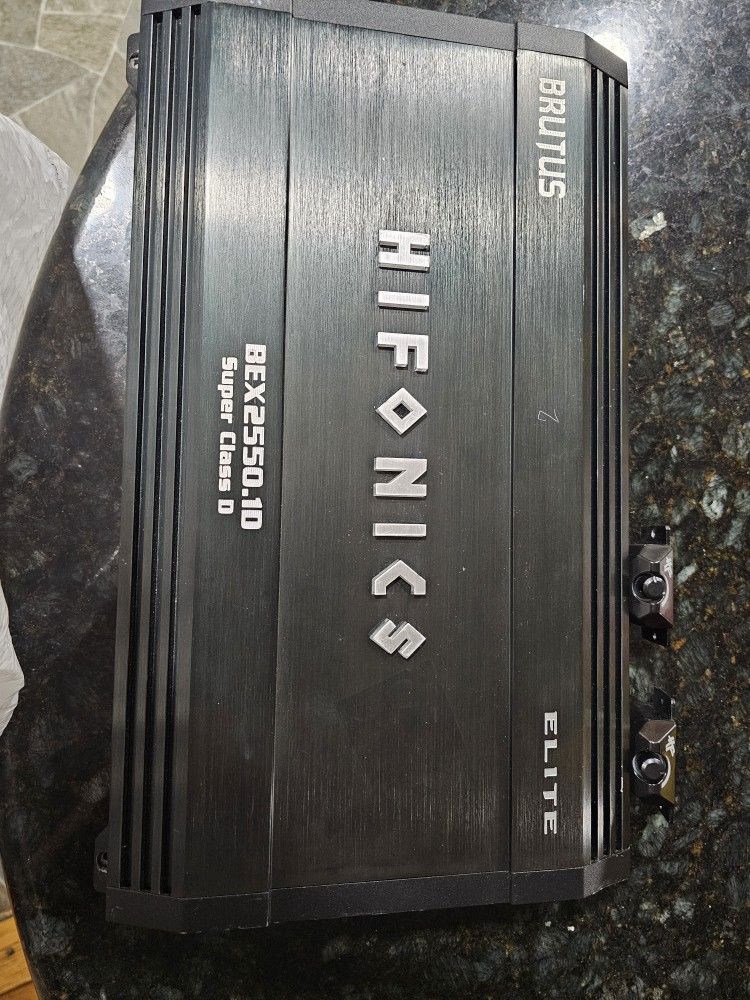 BRUTUS
HIFONICS
ELITE
BEX2550.1D
Super Class D